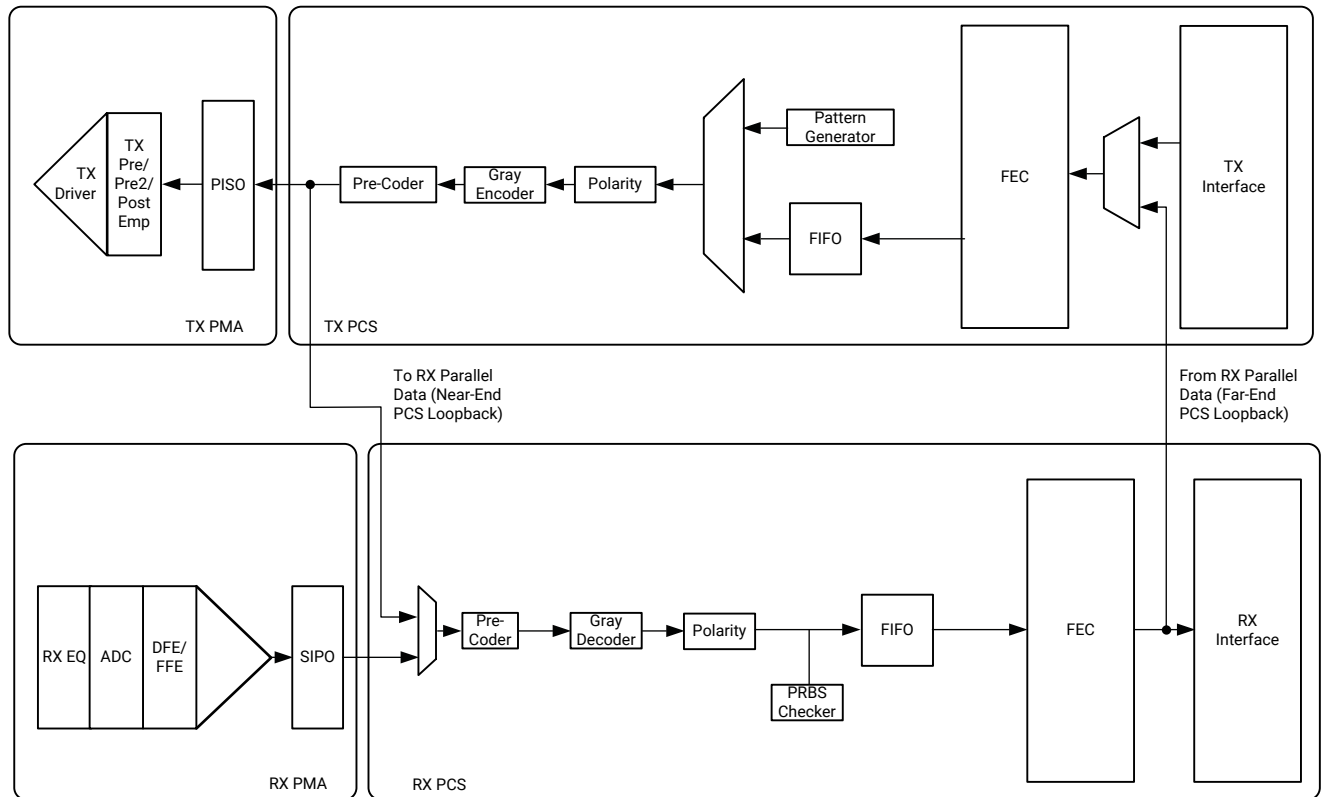 Pattern
Generator
TX
Driver
TX
Pre/
Pre2/
Post
Emp
PISO
Pre-Coder
Gray
Encoder
Polarity
FIFO
FEC
TX
Interface
TX PMA
TX PCS
To RX Parallel
Data (Near-End
PCS Loopback)
From RX Parallel
Data (Far-End
PCS Loopback)
RX EQ
ADC
DFE/
FFE
SIPO
Pre-
Coder
Gray
Decoder
Polarity
PRBS
Checker
FIFO
FEC
RX
Interface
RX PMA
RX PCS